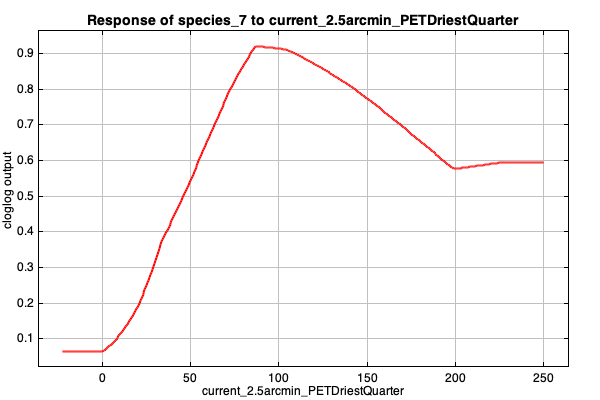 Response of species_7 to current_2.5arcmin_PETDriestQuarter
0.9
0.8
0.7
0.6
0.5
0.4
0.3
0.2
0.1
cloglog output
0 50 100 150 200 250
current_2.5arcmin_PETDriestQuarter